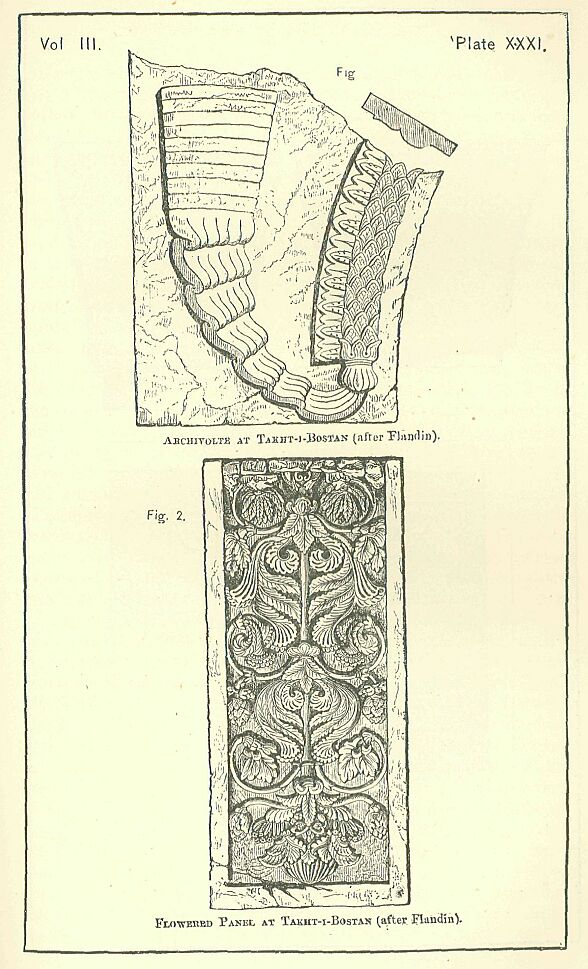 Vol III.
'Plate XXXI.
Fig
ARCHIVOLTE AT TAKHT-I-BOSTAN (after Flandin).
Fig. 2.
FLOWERED PANEL AT TAKHT-I-BOSTAN (after Flandin).